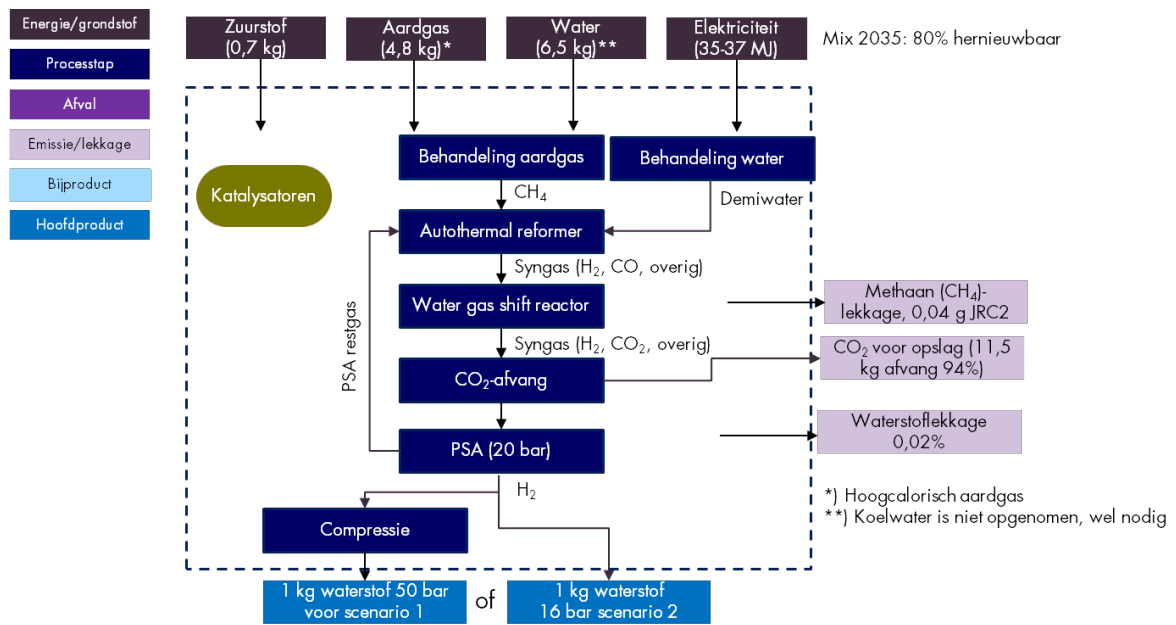 Energie/grondstof
Processtap
Afval
Emissie/lekkage
Bijproduct
Hoofdproduct
Zuurstof
(0,7 kg)
Aardgas
(4,8 kg)*
Water
(6,5 kg)**
Elektriciteit
(35-37 MJ)
Mix 2035: 80% hernieuwbaar
Behandeling aardgas
Behandeling water
Katalysatoren
CH4
Demiwater
Autothermal reformer
Syngas (H2, CO, overig)
Water gas shift reactor
Syngas (H2, CO2, overig)
PSA restgas
CO2-afvang
PSA (20 bar)
H2
Compressie
Methaan (CH4)-
lekkage, 0,04 g JRC2
CO2 voor opslag (11,5
kg afvang 94%)
Waterstoflekkage
0,02%
*) Hoogcalorisch aardgas
**) Koelwater is niet opgenomen, wel nodig
1 kg waterstof 50 bar
voor scenario 1
of
1 kg waterstof
16 bar scenario 2